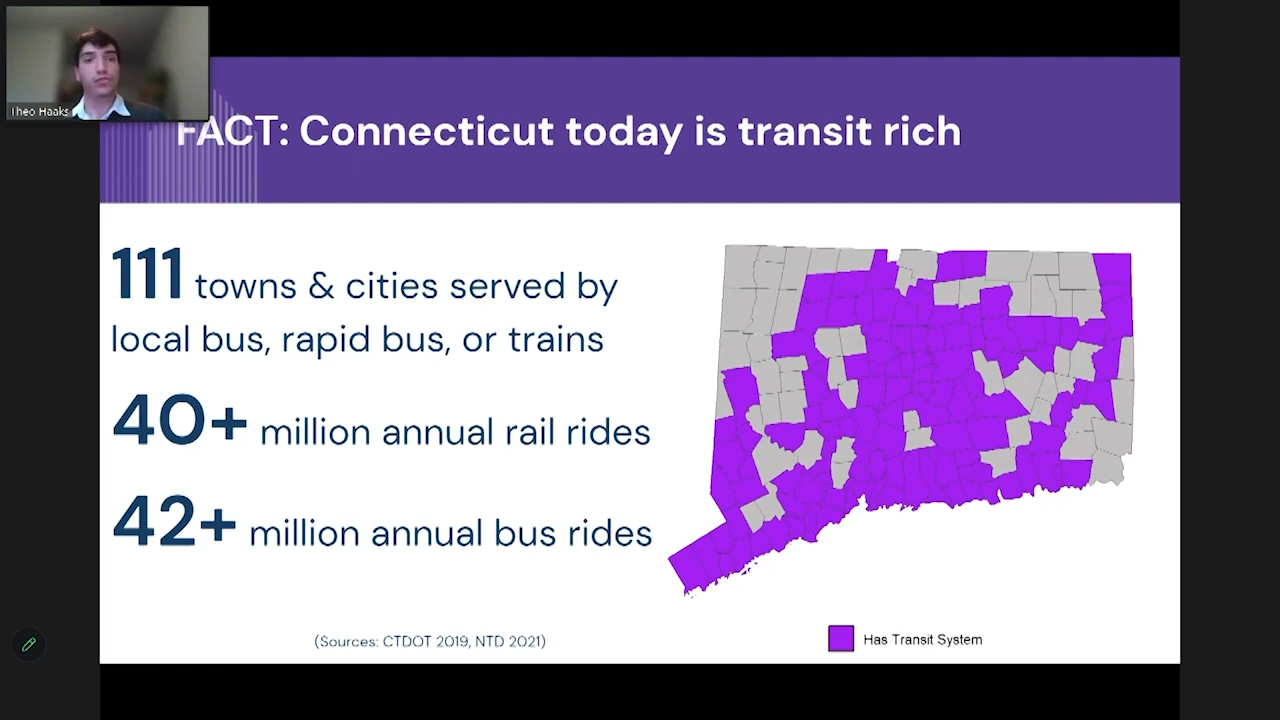 Theo Haaks
FACT: Connecticut today is transit rich
111 towns & cities served by
local bus, rapid bus, or trains
40+ million annual rail rides
42+ million annual bus rides
(Sources: CTDOT 2019, NTD 2021)
Has Transit System